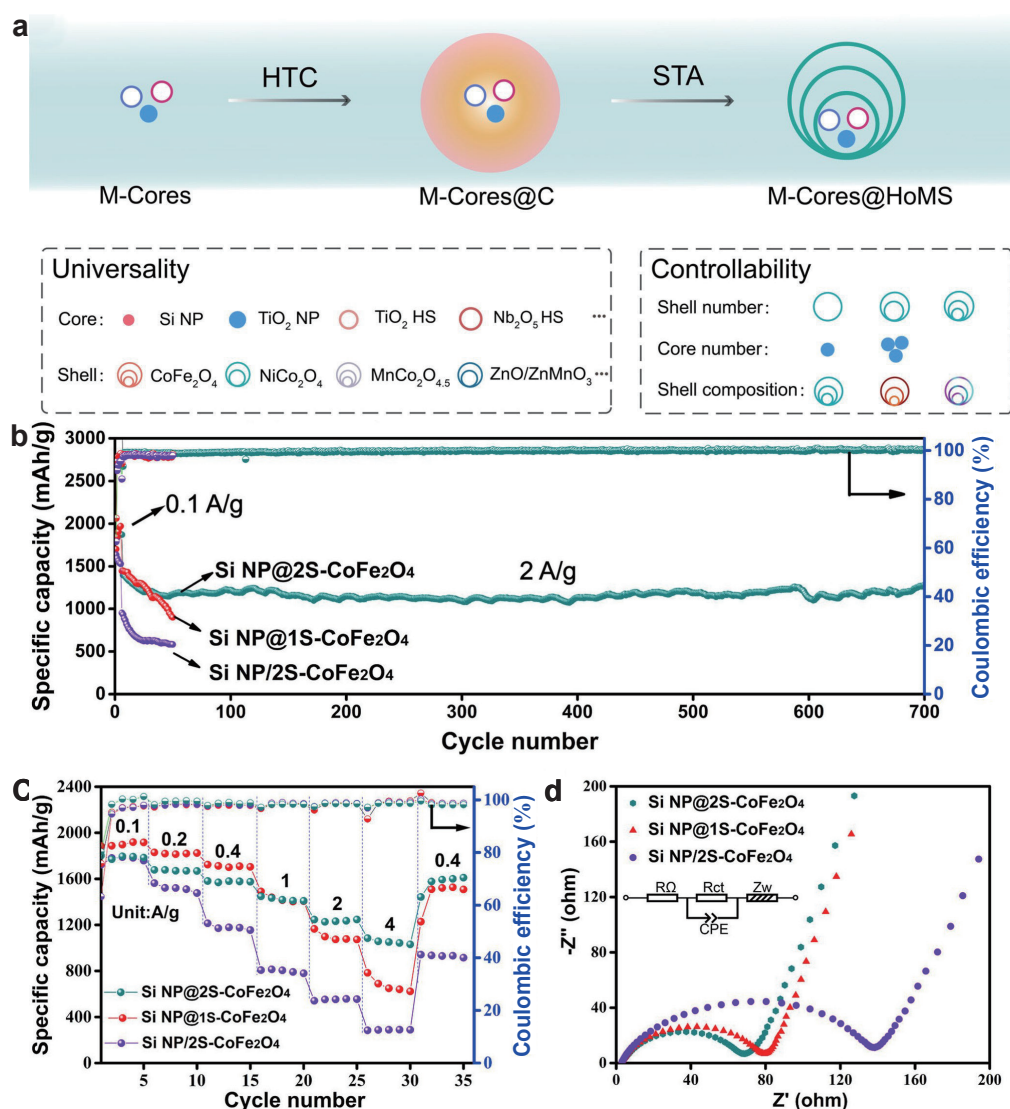 a
HTC
STA
M-Cores
M-Cores@C
M-Cores@HoMS
Universality
Core: Si NP TiO₂ NP TiO₂ HS Nb₂O₅ HS ···
Shell: CoFe₂O₄ NiCo₂O₄ MnCo₂O₄.₅ ZnO/ZnMnO₃ ···
Controllability
Shell number:
Core number:
Shell composition:
b
Specific capacity (mAh/g)
3000
2500
2000
1500
1000
500
0
0.1 A/g
Si NP@2S-CoFe₂O₄
2 A/g
Si NP@1S-CoFe₂O₄
Si NP/2S-CoFe₂O₄
100
80
60
40
20
0
Coulombic efficiency (%)
0 100 200 300 400 500 600 700
Cycle number
C
Specific capacity (mAh/g)
2400
2000
1600
1200
800
400
0
0.1 0.2 0.4 1 2 4 0.4
Unit:A/g
Si NP@2S-CoFe₂O₄
Si NP@1S-CoFe₂O₄
Si NP/2S-CoFe₂O₄
100
80
60
40
20
0
Coulombic efficiency (%)
5 10 15 20 25 30 35
Cycle number
d
-Z'' (ohm)
-200
-160
-120
-80
-40
0
Si NP@2S-CoFe₂O₄
Si NP@1S-CoFe₂O₄
Si NP/2S-CoFe₂O₄
RΩ Rct Zw
CPE
0 40 80 120 160 200
Z' (ohm)